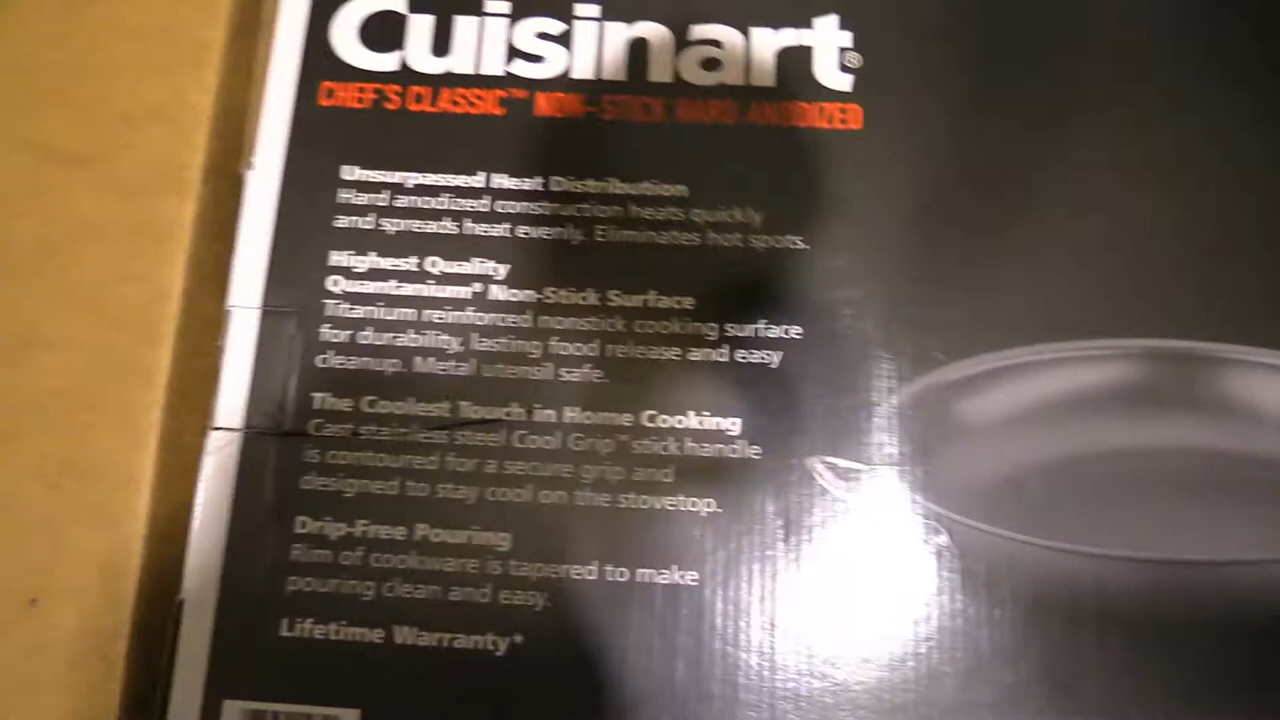 Cuisinart®
CHEF'S CLASSIC™ NON-STICK HARD ANODIZED
Unsurpassed Heat Distribution
Hard anodized construction heats quickly
and spreads heat evenly. Eliminates hot spots.
Highest Quality
Quantanium® Non-Stick Surface
Titanium reinforced nonstick cooking surface
for durability, lasting food release and easy
cleanup. Metal utensil safe.
The Coolest Touch in Home Cooking
Cast stainless steel Cool Grip™ stick handle
is contoured for a secure grip and
designed to stay cool on the stovetop.
Drip-Free Pouring
Rim of cookware is tapered to make
pouring clean and easy.
Lifetime Warranty*